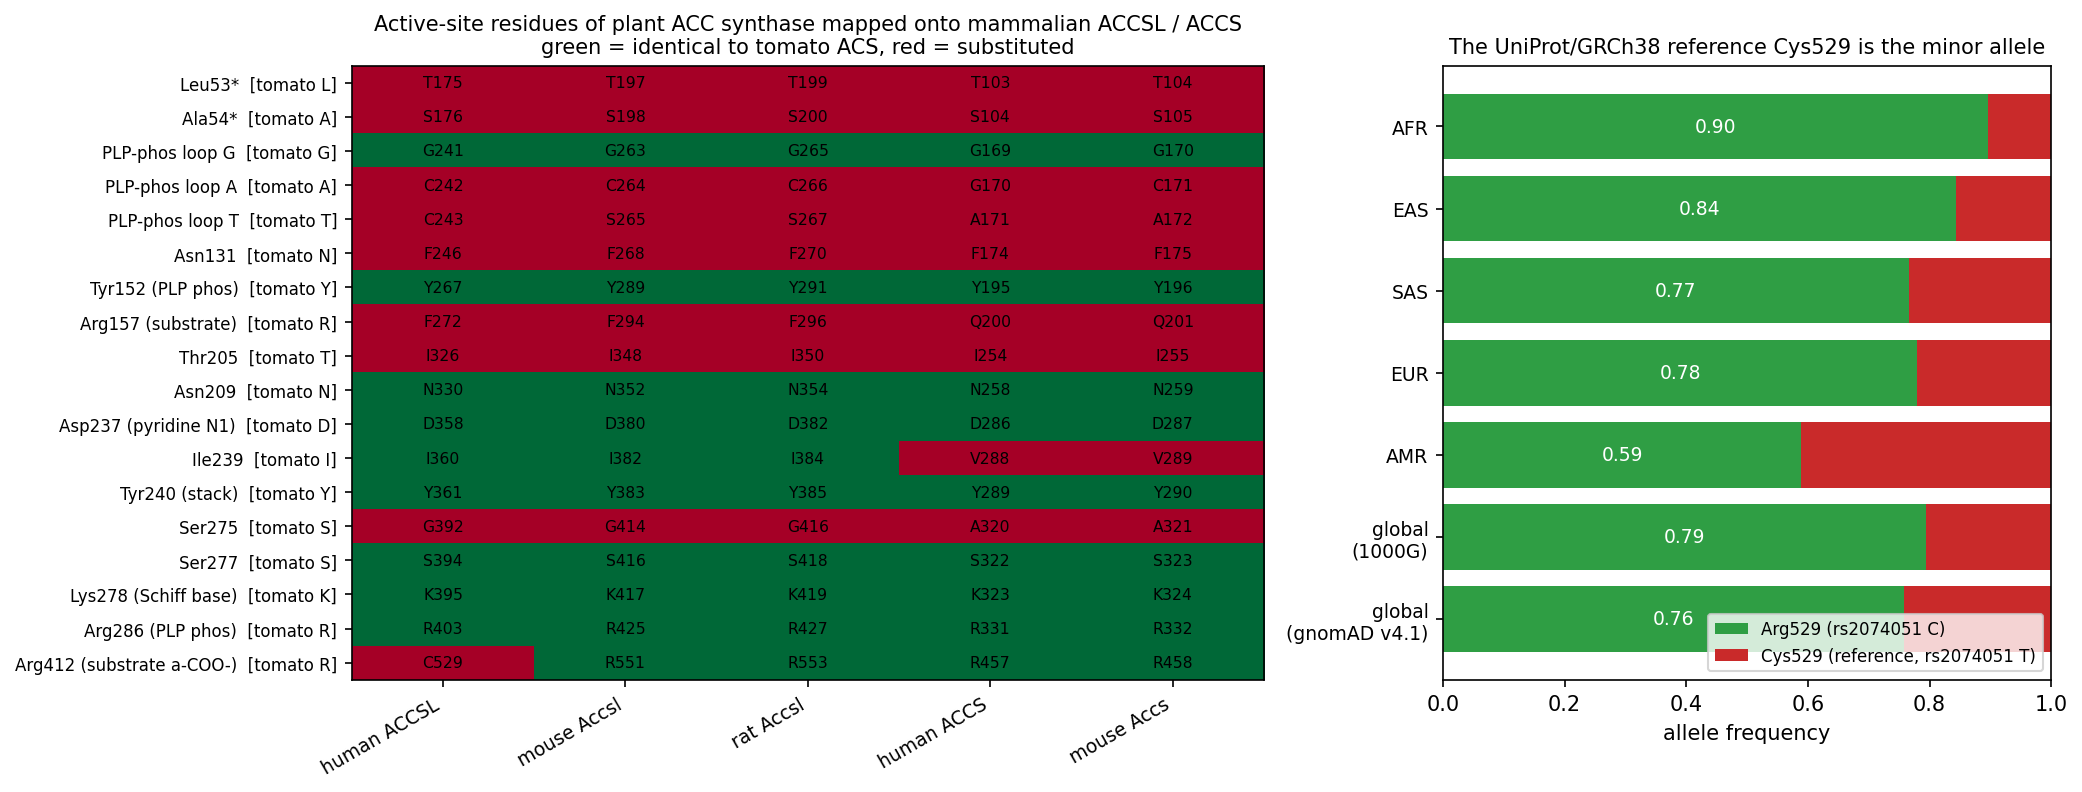 Active-site residues of plant ACC synthase mapped onto mammalian ACCSL / ACCS
green = identical to tomato ACS, red = substituted
Leu53*  [tomato L] T175 T197 T199 T103 T104
Ala54*  [tomato A] S176 S198 S200 S104 S105
PLP-phos loop G  [tomato G] G241 G263 G265 G169 G170
PLP-phos loop A  [tomato A] C242 C264 C266 G170 C171
PLP-phos loop T  [tomato T] C243 S265 S267 A171 A172
Asn131  [tomato N] F246 F268 F270 F174 F175
Tyr152 (PLP phos)  [tomato Y] Y267 Y289 Y291 Y195 Y196
Arg157 (substrate)  [tomato R] F272 F294 F296 Q200 Q201
Thr205  [tomato T] I326 I348 I350 I254 I255
Asn209  [tomato N] N330 N352 N354 N258 N259
Asp237 (pyridine N1)  [tomato D] D358 D380 D382 D286 D287
Ile239  [tomato I] I360 I382 I384 V288 V289
Tyr240 (stack)  [tomato Y] Y361 Y383 Y385 Y289 Y290
Ser275  [tomato S] G392 G414 G416 A320 A321
Ser277  [tomato S] S394 S416 S418 S322 S323
Lys278 (Schiff base)  [tomato K] K395 K417 K419 K323 K324
Arg286 (PLP phos)  [tomato R] R403 R425 R427 R331 R332
Arg412 (substrate a-COO-)  [tomato R] C529 R551 R553 R457 R458
human ACCSL mouse Accsl rat Accsl human ACCS mouse Accs
The UniProt/GRCh38 reference Cys529 is the minor allele
AFR 0.90
EAS 0.84
SAS 0.77
EUR 0.78
AMR 0.59
global
(1000G) 0.79
global
(gnomAD v4.1) 0.76
Arg529 (rs2074051 C)
Cys529 (reference, rs2074051 T)
0.0 0.2 0.4 0.6 0.8 1.0
allele frequency